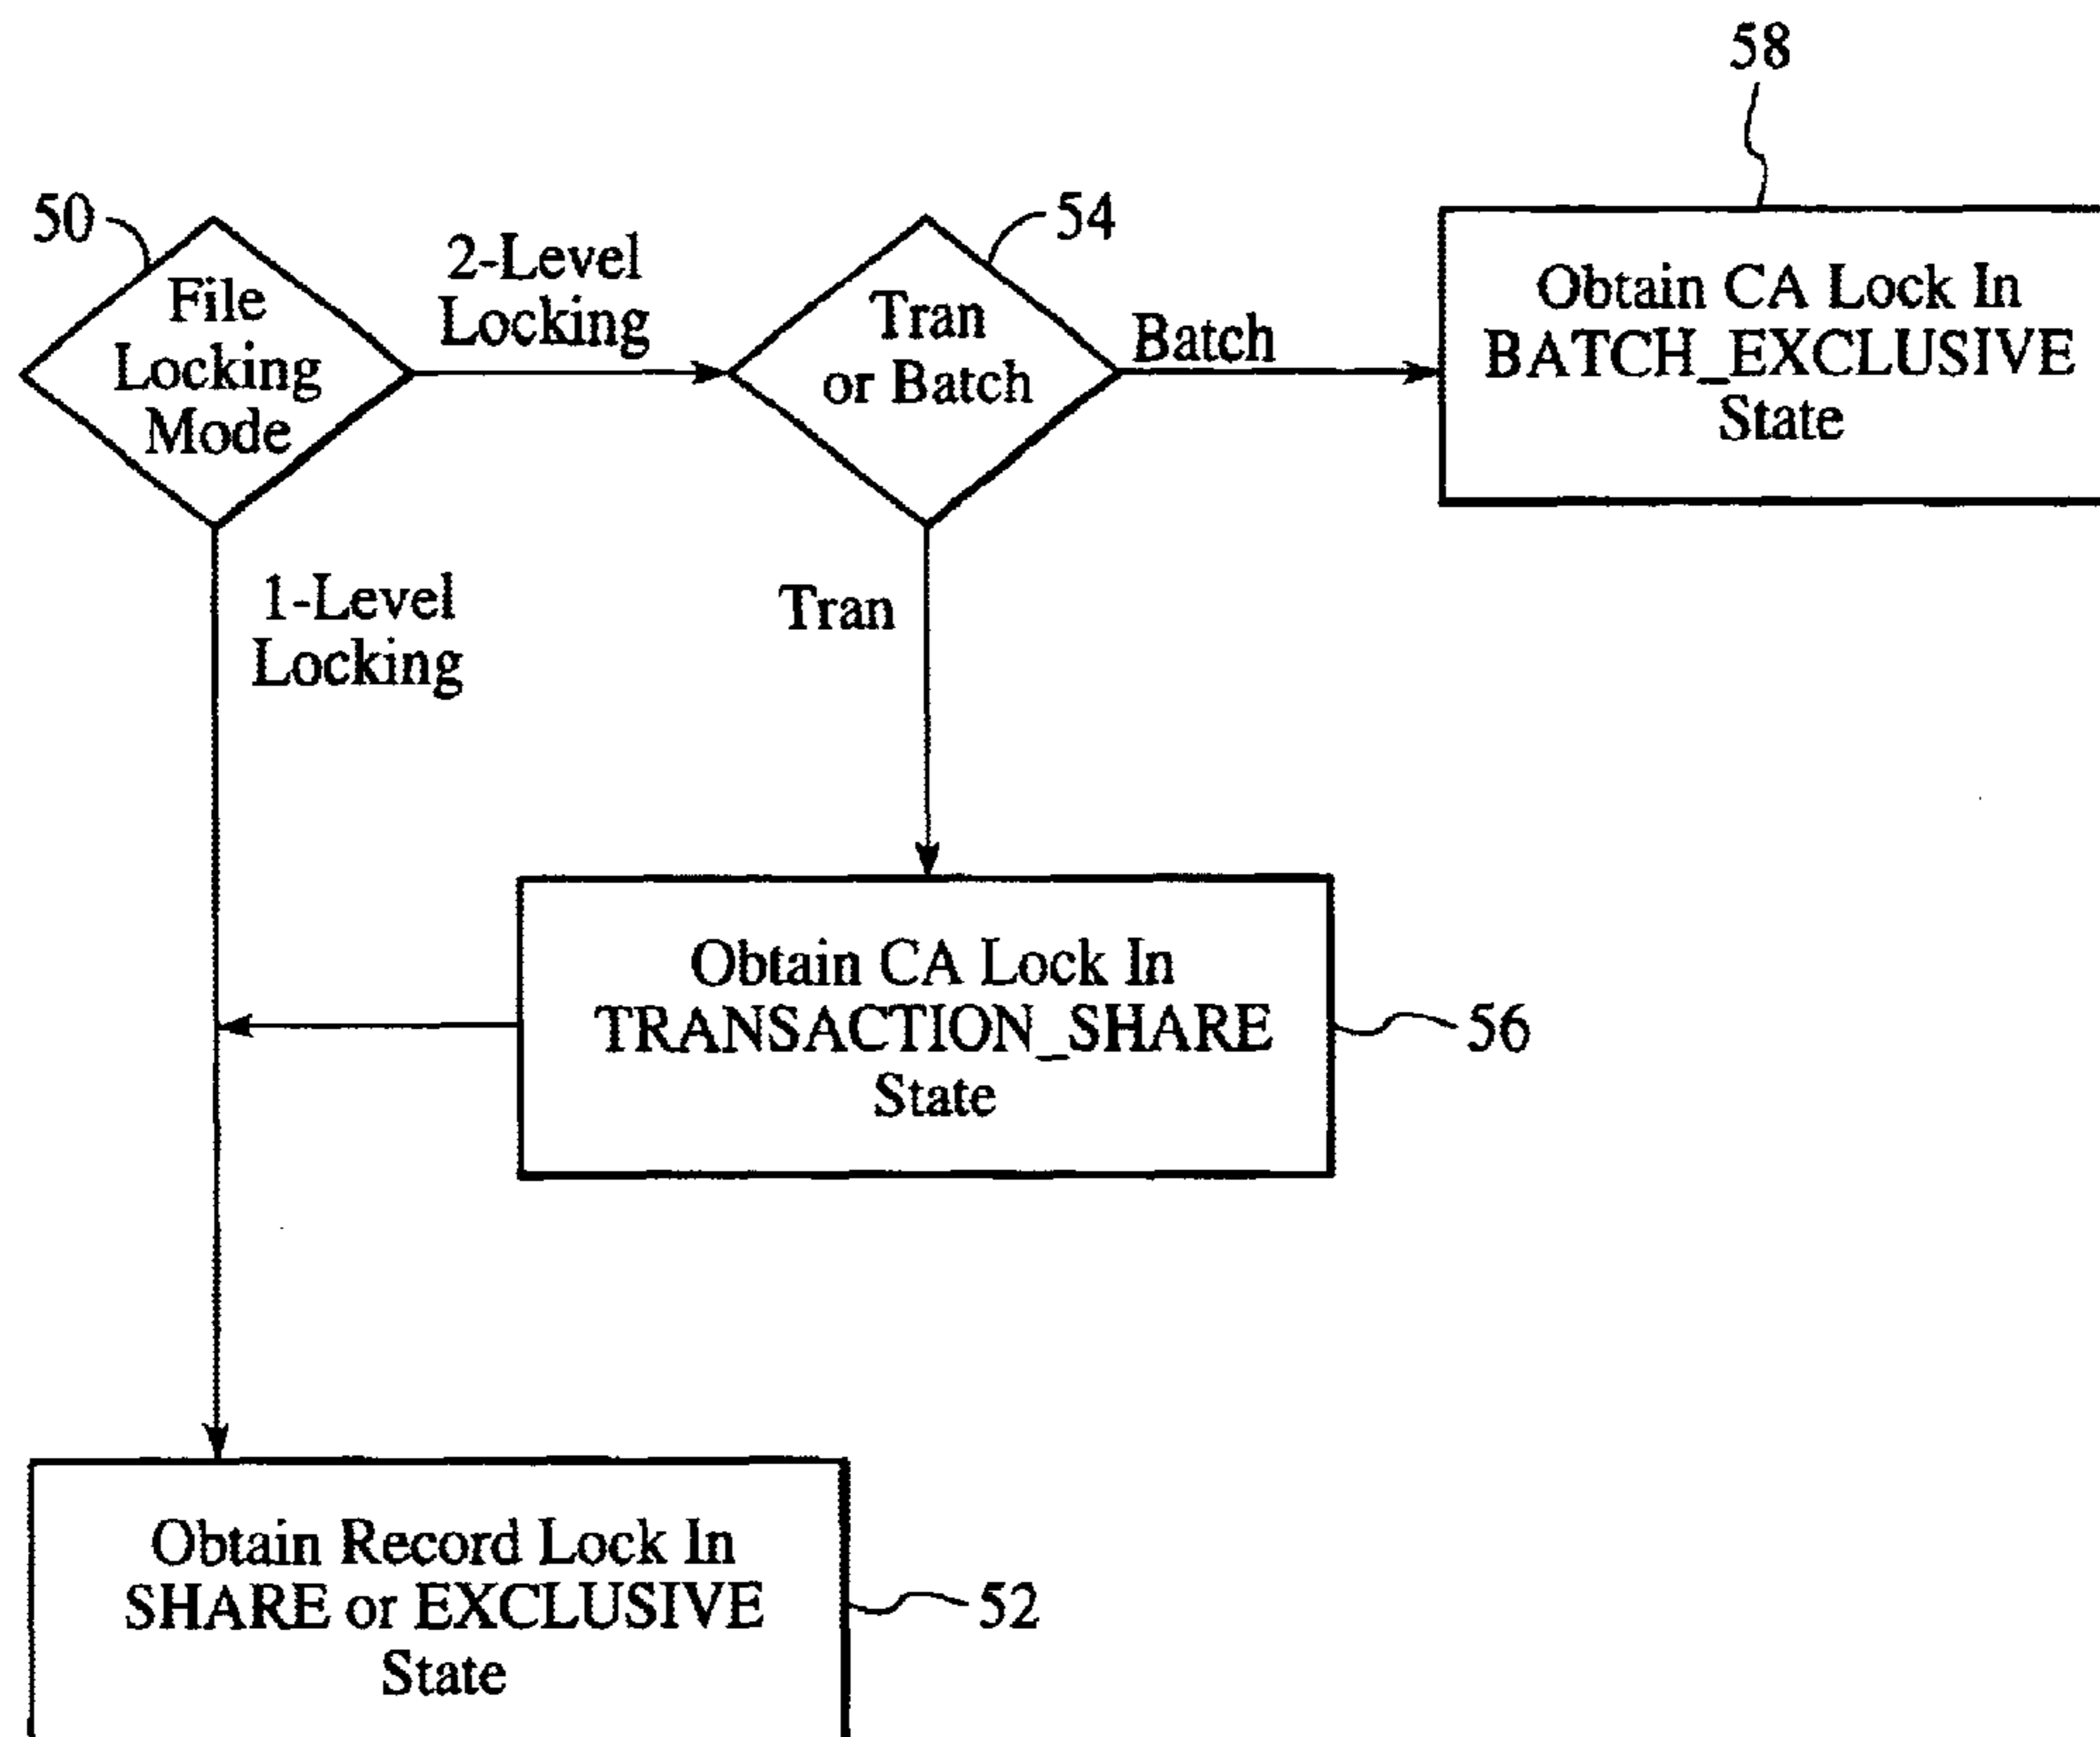 58
50
54
File
Locking
Mode
2-Level
Locking
Tran
or Batch
Batch
Obtain CA Lock In
BATCH_EXCLUSIVE
State
1-Level
Locking
Tran
Obtain CA Lock In
TRANSACTION_SHARE
State
56
Obtain Record Lock In
SHARE or EXCLUSIVE
State
52